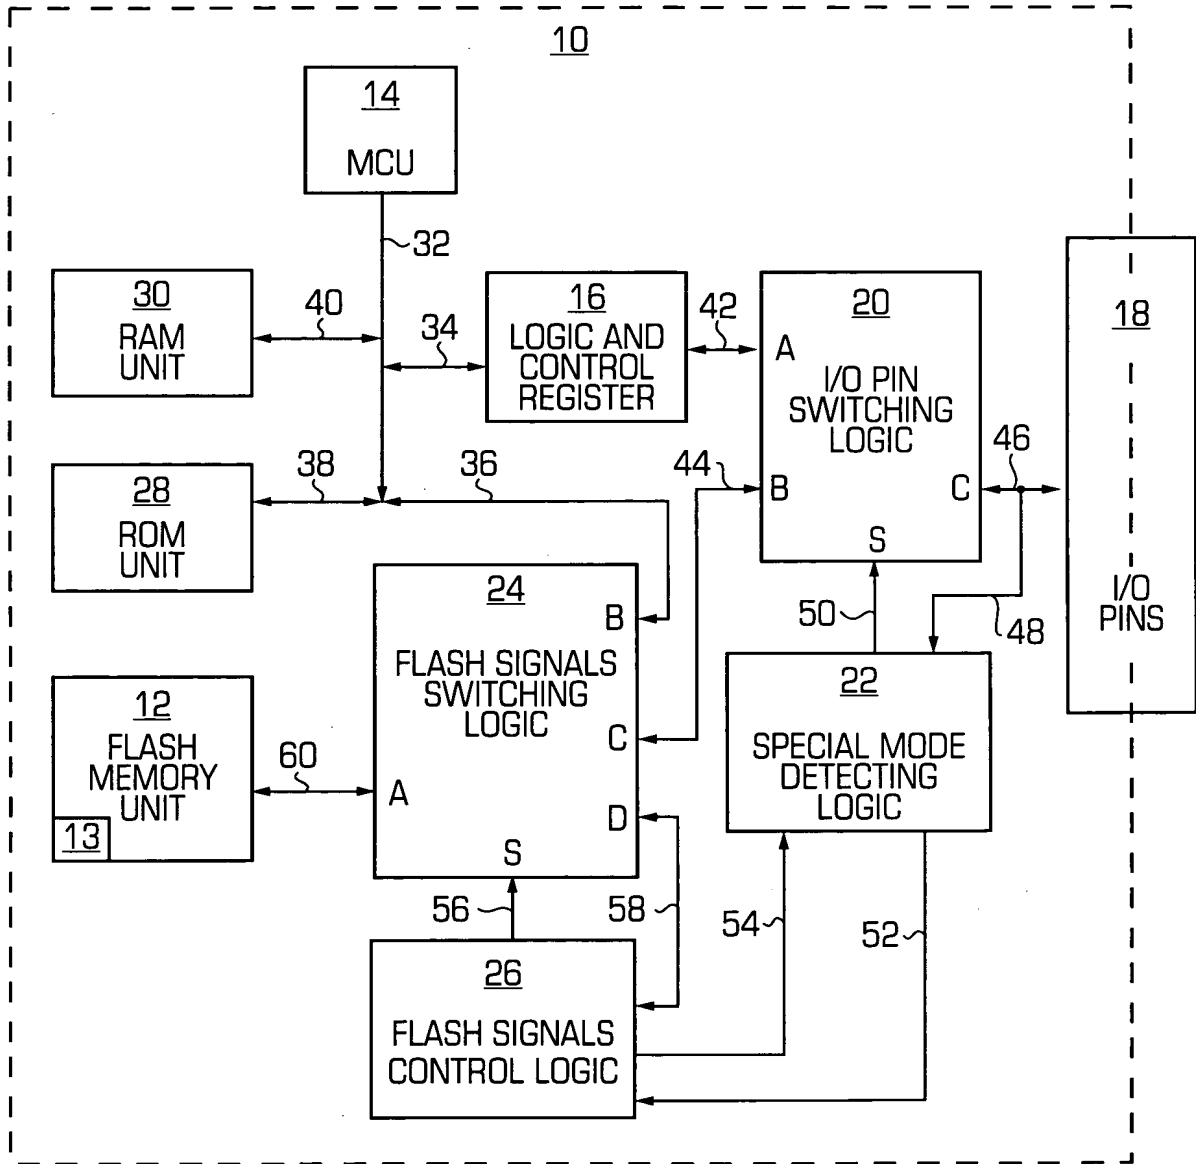 10
14
MCU
32
30
RAM
UNIT
40
34
16
LOGIC AND
CONTROL
REGISTER
42
20
A
I/O PIN
SWITCHING
LOGIC
B
C
S
18
I/O
PINS
28
ROM
UNIT
38
36
44
46
24
B
FLASH SIGNALS
SWITCHING
LOGIC
C
A
D
S
50
48
12
FLASH
MEMORY
UNIT
13
60
22
SPECIAL MODE
DETECTING
LOGIC
56
58
54
52
26
FLASH SIGNALS
CONTROL LOGIC